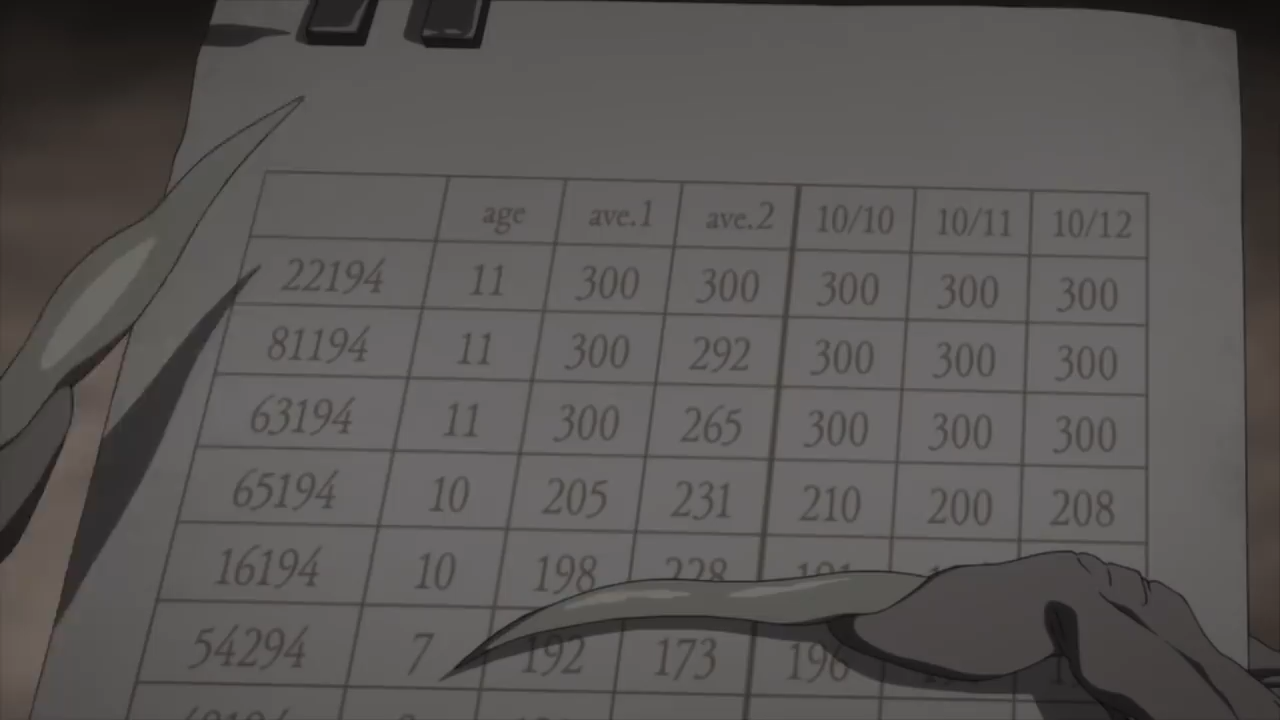 age ave.1 ave.2 10/10 10/11 10/12
22194 11 300 300 300 300 300
81194 11 300 292 300 300 300
63194 11 300 265 300 300 300
65194 10 205 231 210 200 208
16194 10 198 228
54294 7 192 173 196